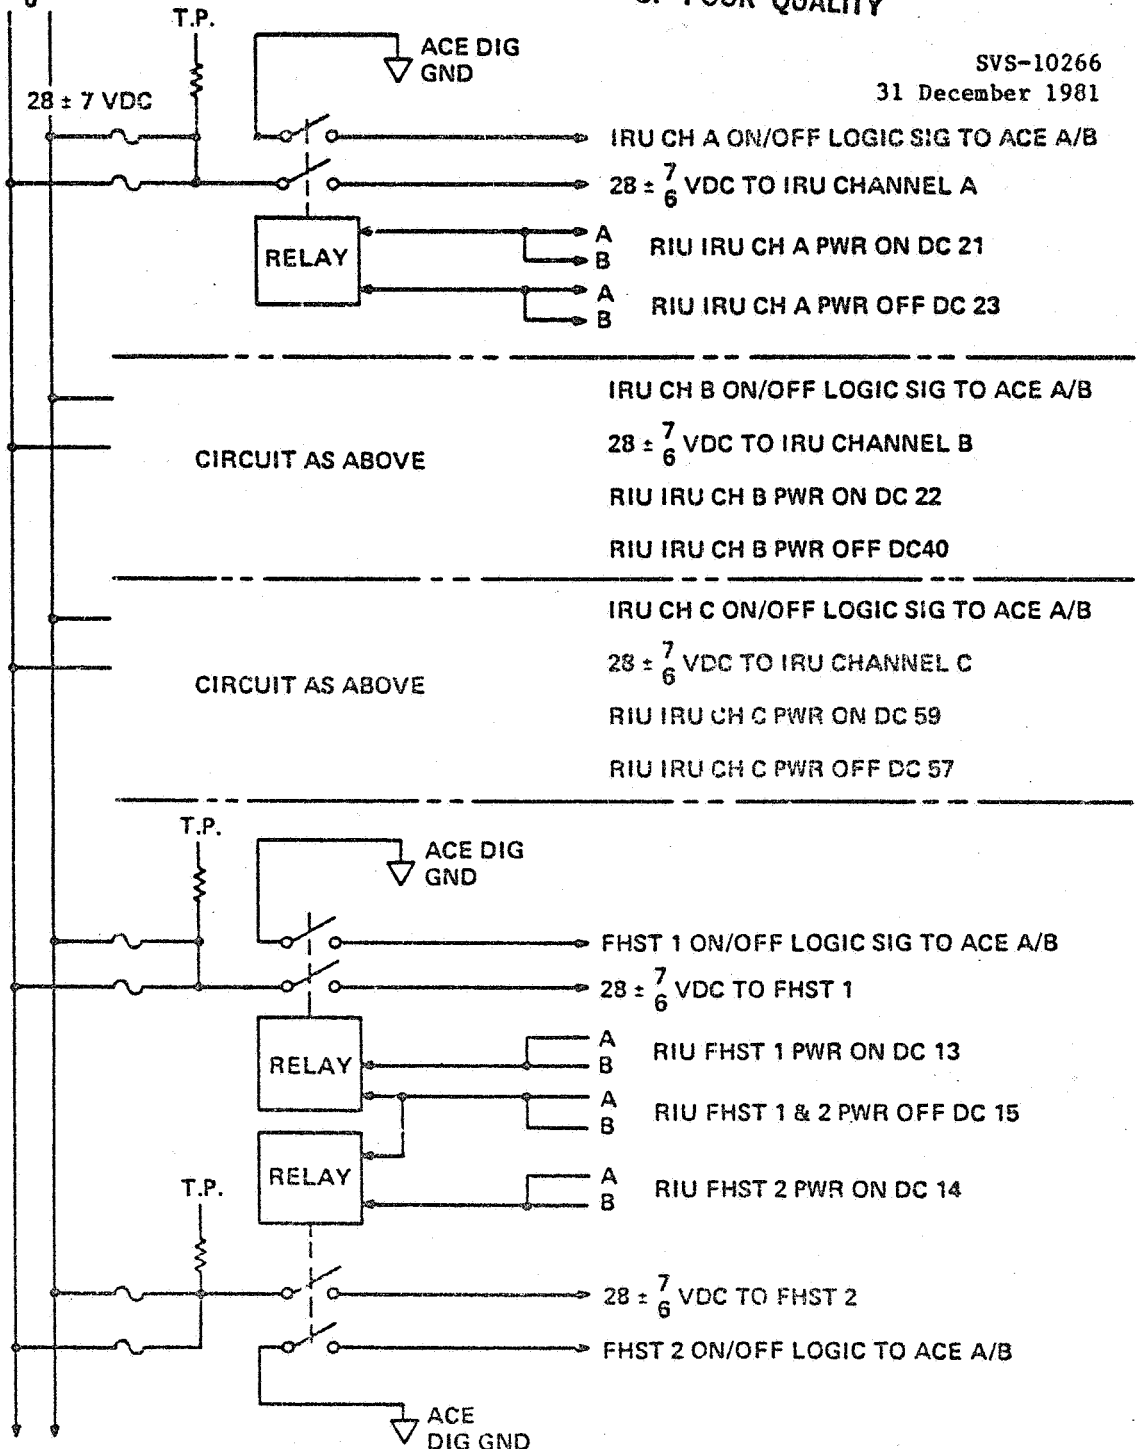 POOR QUALITY
T.P.
ACE DIG
GND
SVS-10266
31 December 1981
28 ± 7 VDC
IRU CH A ON/OFF LOGIC SIG TO ACE A/B
28 ± 7/6 VDC TO IRU CHANNEL A
RELAY
A
B
RIU IRU CH A PWR ON DC 21
A
B
RIU IRU CH A PWR OFF DC 23
IRU CH B ON/OFF LOGIC SIG TO ACE A/B
28 ± 7/6 VDC TO IRU CHANNEL B
CIRCUIT AS ABOVE
RIU IRU CH B PWR ON DC 22
RIU IRU CH B PWR OFF DC40
IRU CH C ON/OFF LOGIC SIG TO ACE A/B
28 ± 7/6 VDC TO IRU CHANNEL C
CIRCUIT AS ABOVE
RIU IRU CH C PWR ON DC 59
RIU IRU CH C PWR OFF DC 57
T.P.
ACE DIG
GND
FHST 1 ON/OFF LOGIC SIG TO ACE A/B
28 ± 7/6 VDC TO FHST 1
RELAY
A
B
RIU FHST 1 PWR ON DC 13
A
B
RIU FHST 1 & 2 PWR OFF DC 15
RELAY
T.P.
A
B
RIU FHST 2 PWR ON DC 14
28 ± 7/6 VDC TO FHST 2
FHST 2 ON/OFF LOGIC TO ACE A/B
ACE
DIG GND